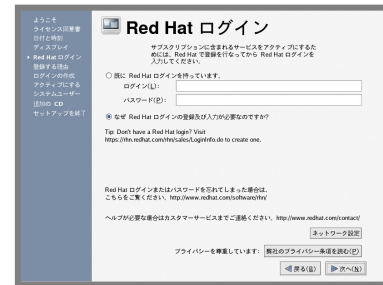 ようこそ
ライセンス同意書
日付と時刻
ディスプレイ
Red Hat ログイン
登録する理由
ログインの作成
アクティブにする
システムユーザー
追加の CD
セットアップを終了
Red Hat ログイン
サブスクリプションに含まれるサービスをアクティブにするた
めには、Red Hat で登録を行なってから Red Hat ログインを
入力してください。
既に Red Hat ログインを持っています。
ログイン(L):
パスワード(P):
なぜ Red Hat ログインの登録及び入力が必要なのですか?
Tip: Don't have a Red Hat login? Visit
https://rhn.redhat.com/rhn/sales/LoginInfo.do to create one.
Red Hat ログインまたはパスワードを忘れてしまった場合は、
こちらをご覧ください。http://www.redhat.com/software/rhn/
ヘルプが必要な場合はカスタマーサービスまでご連絡ください。http://www.redhat.com/contact/
ネットワーク設定
プライバシーを尊重しています:
弊社のプライバシー条項を読む(P)
戻る(B)
次へ(N)